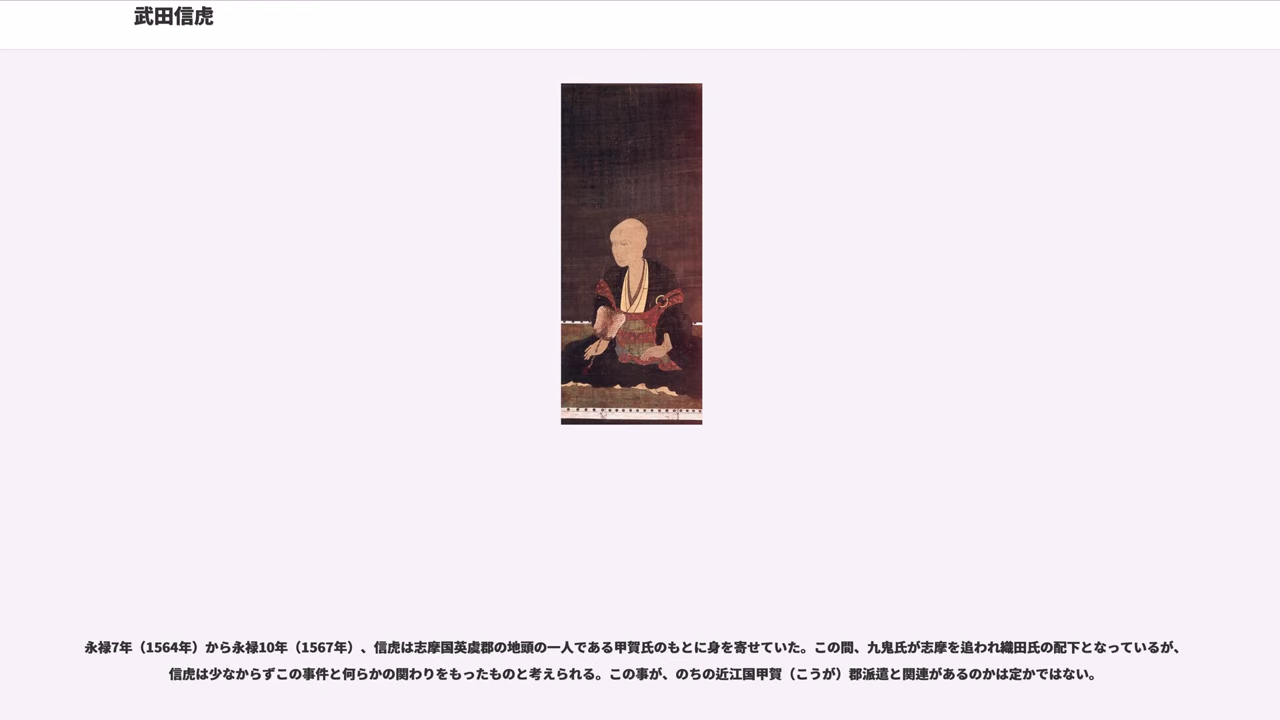 武田信虎
永禄7年（1564年）から永禄10年（1567年）、信虎は志摩国英虞郡の地頭の一人である甲賀氏のもとに身を寄せていた。この間、九鬼氏が志摩を追われ織田氏の配下となっているが、
信虎は少なからずこの事件と何らかの関わりをもったものと考えられる。この事が、のちの近江国甲賀（こうが）郡派遣と関連があるのかは定かではない。